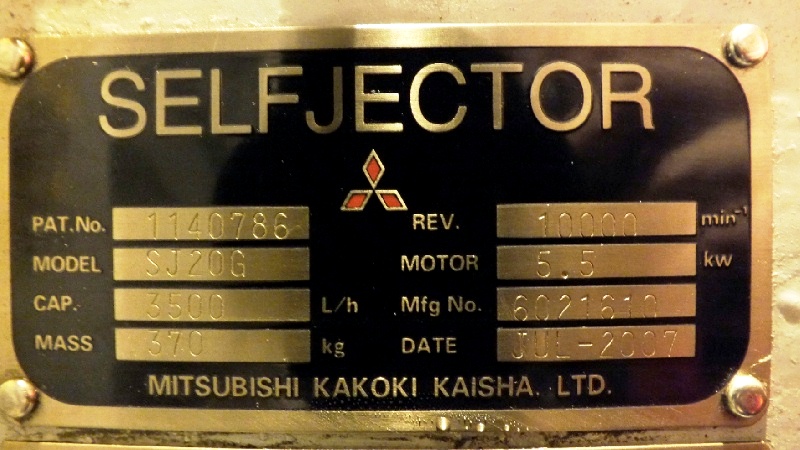 SELFJECTOR
PAT.No. 1140786 REV. 10000 min⁻¹
MODEL SJ20G MOTOR 5.5 kw
CAP. 3500 L/h Mfg No.
MASS 370 kg DATE JUL-2007
MITSUBISHI KAKOKI KAISHA. LTD.